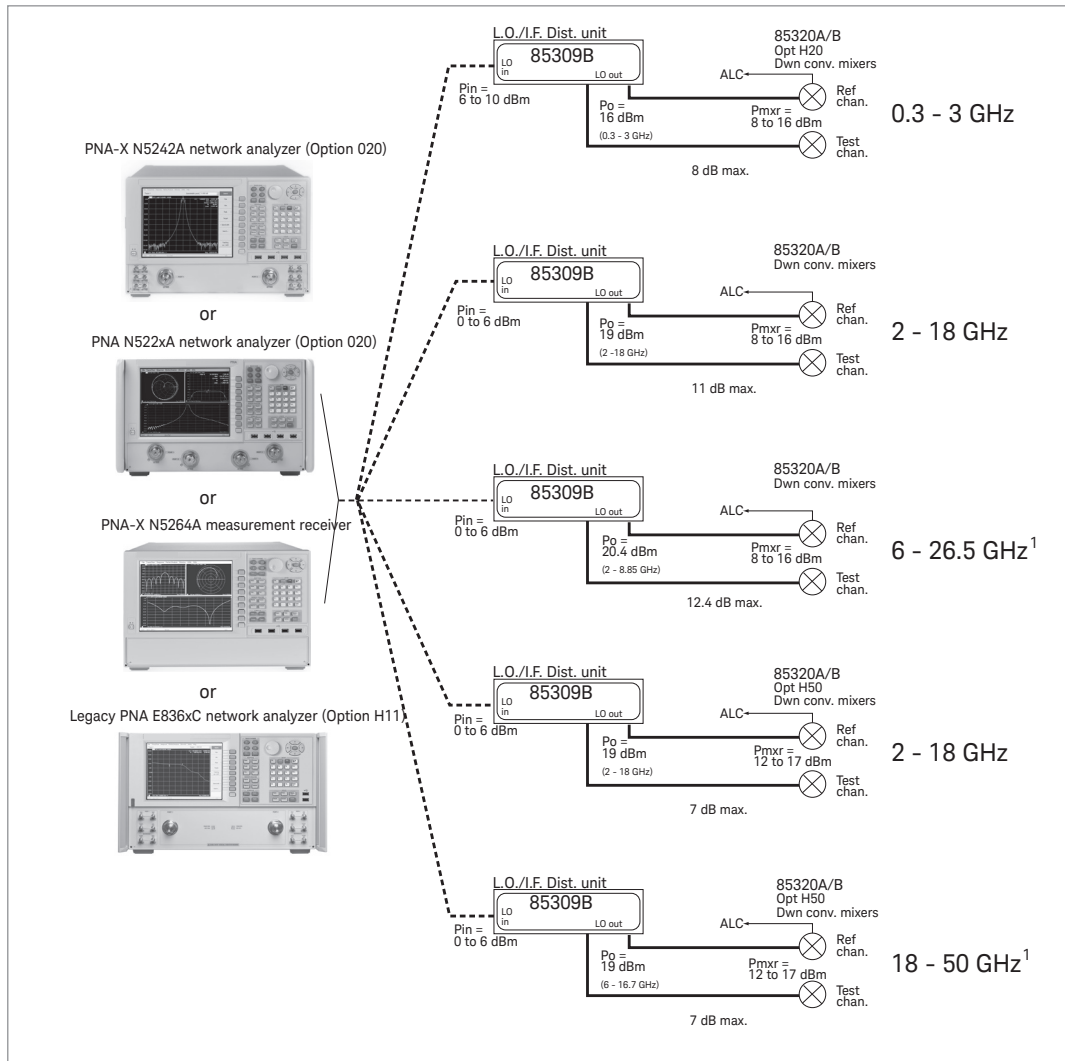 PNA-X N5242A network analyzer (Option 020)
or
PNA N522xA network analyzer (Option 020)
or
PNA-X N5264A measurement receiver
or
Legacy PNA E836xC network analyzer (Option H11)
L.O./I.F. Dist. unit
85309B
LO
in
LO out
Pin =
6 to 10 dBm
Po =
16 dBm
(0.3 - 3 GHz)
8 dB max.
85320A/B
Opt H20
Dwn conv. mixers
ALC
Ref
chan.
Pmxr =
8 to 16 dBm
Test
chan.
0.3 - 3 GHz
L.O./I.F. Dist. unit
85309B
LO
in
LO out
Pin =
0 to 6 dBm
Po =
19 dBm
(2 -18 GHz)
11 dB max.
85320A/B
Dwn conv. mixers
ALC
Ref
chan.
Pmxr =
8 to 16 dBm
Test
chan.
2 - 18 GHz
L.O./I.F. Dist. unit
85309B
LO
in
LO out
Pin =
0 to 6 dBm
Po =
20.4 dBm
(2 - 8.85 GHz)
12.4 dB max.
85320A/B
Dwn conv. mixers
ALC
Ref
chan.
Pmxr =
8 to 16 dBm
Test
chan.
6 - 26.5 GHz1
L.O./I.F. Dist. unit
85309B
LO
in
LO out
Pin =
0 to 6 dBm
Po =
19 dBm
(2 - 18 GHz)
7 dB max.
85320A/B
Opt H50
Dwn conv. mixers
ALC
Ref
chan.
Pmxr =
12 to 17 dBm
Test
chan.
2 - 18 GHz
L.O./I.F. Dist. unit
85309B
LO
in
LO out
Pin =
0 to 6 dBm
Po =
19 dBm
(6 - 16.7 GHz)
7 dB max.
85320A/B
Opt H50
Dwn conv. mixers
ALC
Ref
chan.
Pmxr =
12 to 17 dBm
Test
chan.
18 - 50 GHz1